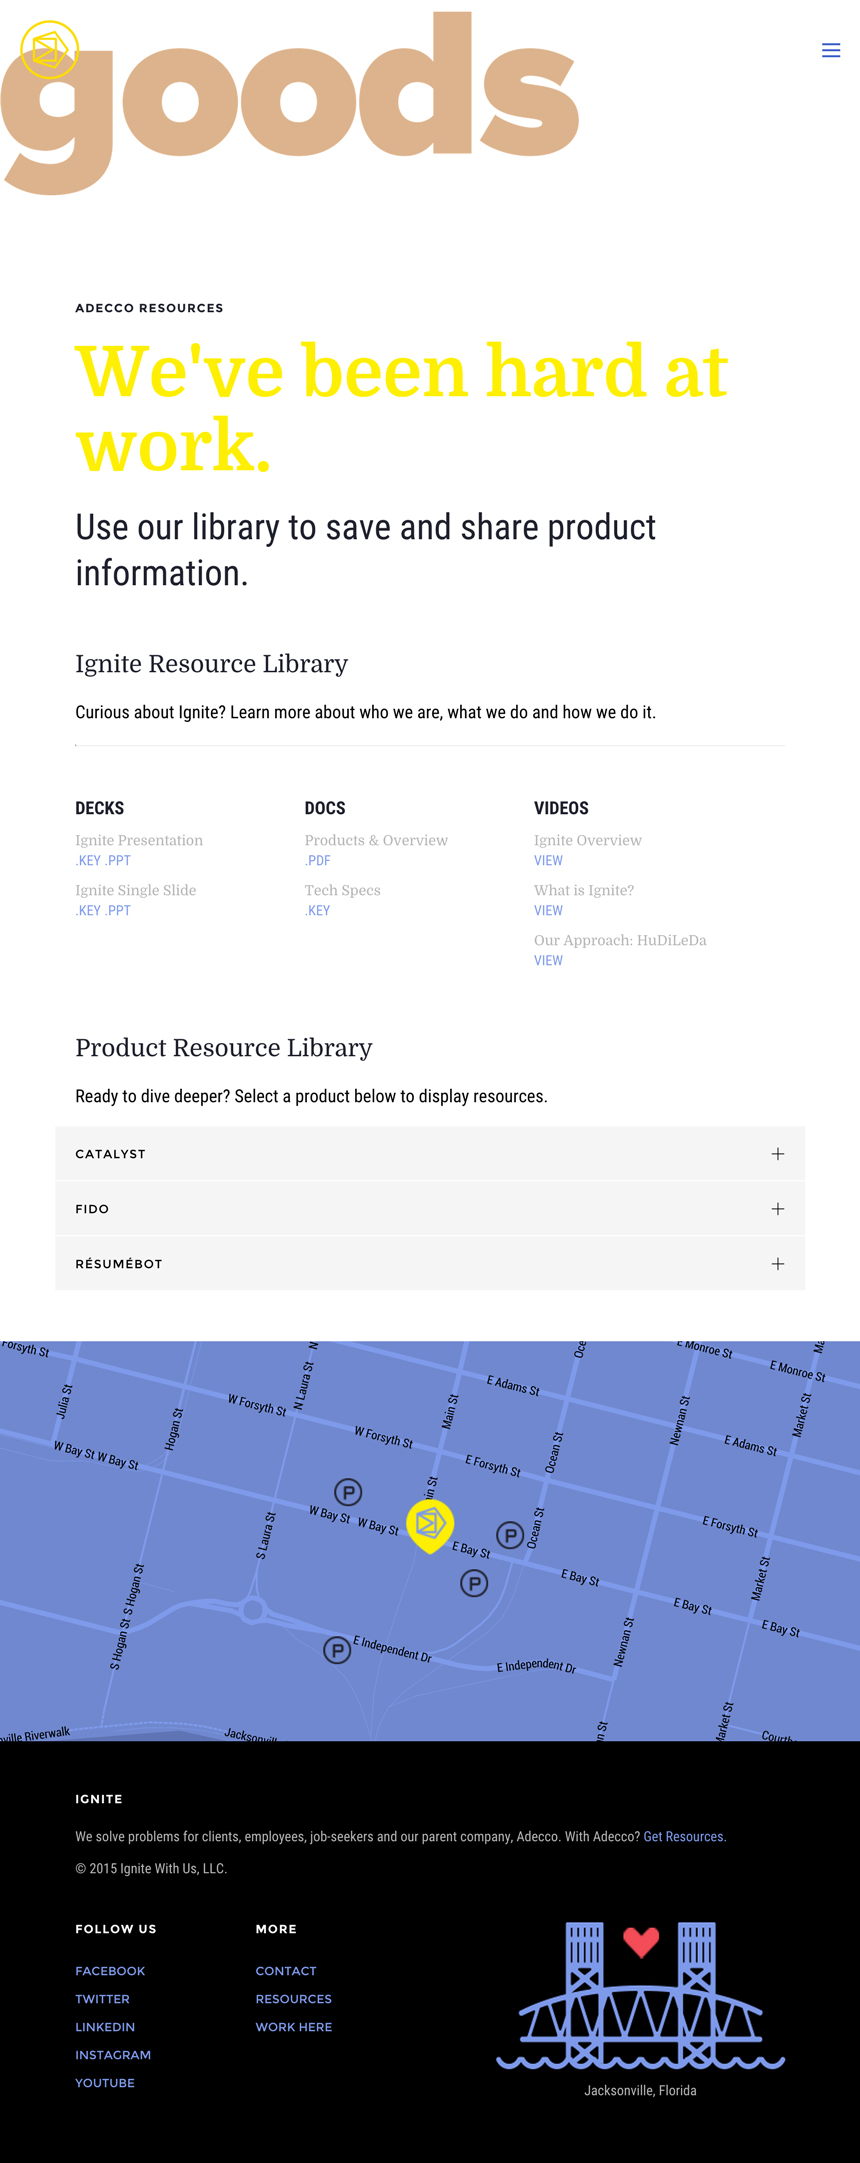 goods
ADECCO RESOURCES
We've been hard at
work.
Use our library to save and share product
information.
Ignite Resource Library
Curious about Ignite? Learn more about who we are, what we do and how we do it.
DECKS
Ignite Presentation
.KEY .PPT
Ignite Single Slide
.KEY .PPT
DOCS
Products & Overview
.PDF
Tech Specs
.KEY
VIDEOS
Ignite Overview
VIEW
What is Ignite?
VIEW
Our Approach: HuDiLeDa
VIEW
Product Resource Library
Ready to dive deeper? Select a product below to display resources.
CATALYST
FIDO
RÉSUMÉBOT
Forsyth St
N
Oce
E Monroe St
Ma
E Monroe St
Julia St
N Laura St
E Adams St
W Forsyth St
Main St
Market St
Hogan St
W Forsyth St
Newnan St
E Adams St
W Bay St
W Bay St
E Forsyth St
Ocean St
P
in St
W Bay St
W Bay St
E Forsyth St
S Laura St
P
Ocean St
E Bay St
P
E Bay St
Market St
S Hogan St
E Bay St
S Hogan St
E Bay St
P
E Independent Dr
Newnan St
E Independent Dr
ville Riverwalk
Jacksonvill
n St
Market St
Courth
IGNITE
We solve problems for clients, employees, job-seekers and our parent company, Adecco. With Adecco? Get Resources.
© 2015 Ignite With Us, LLC.
FOLLOW US
FACEBOOK
TWITTER
LINKEDIN
INSTAGRAM
YOUTUBE
MORE
CONTACT
RESOURCES
WORK HERE
Jacksonville, Florida